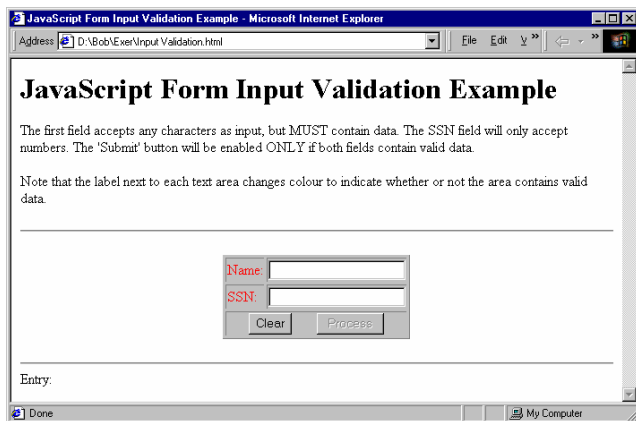 JavaScript Form Input Validation Example - Microsoft Internet Explorer
Address D:\Bob\Exer\Input Validation.html File Edit V » »
JavaScript Form Input Validation Example
The first field accepts any characters as input, but MUST contain data. The SSN field will only accept
numbers. The 'Submit' button will be enabled ONLY if both fields contain valid data.
Note that the label next to each text area changes colour to indicate whether or not the area contains valid
data.
Name:
SSN:
Clear Process
Entry:
Done My Computer